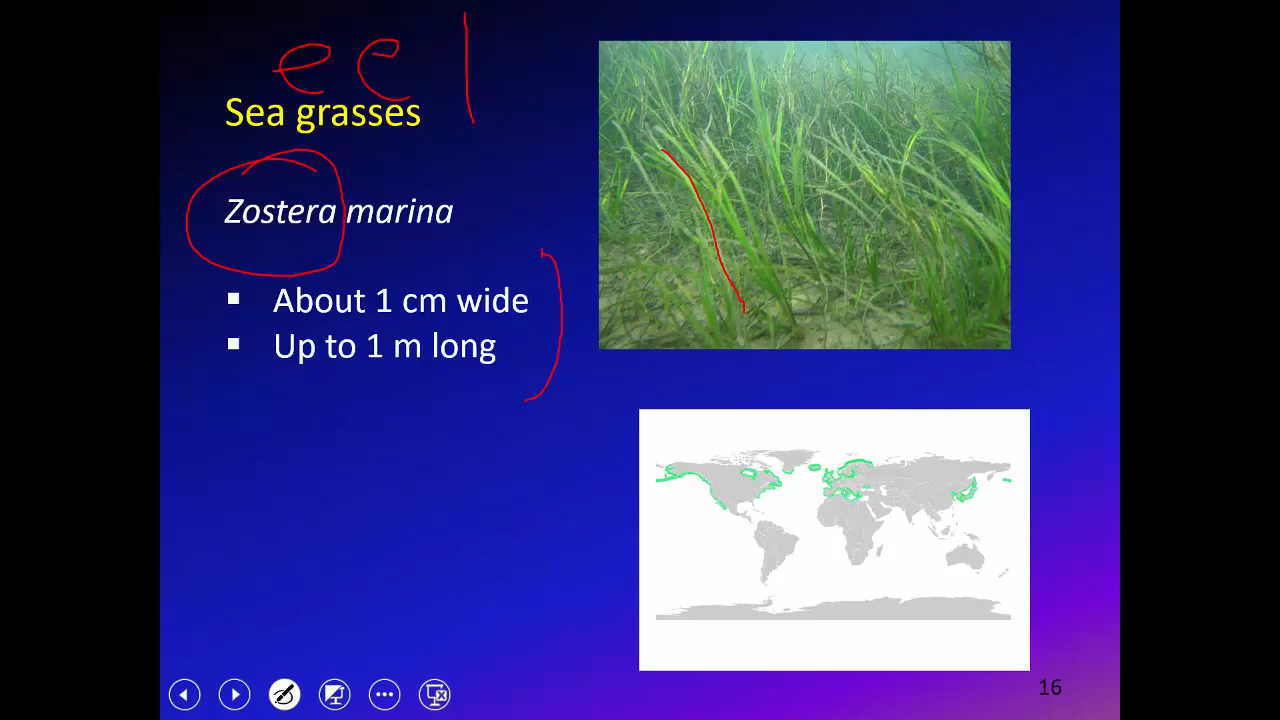 eel
Sea grasses
Zostera marina
▪ About 1 cm wide
▪ Up to 1 m long
16